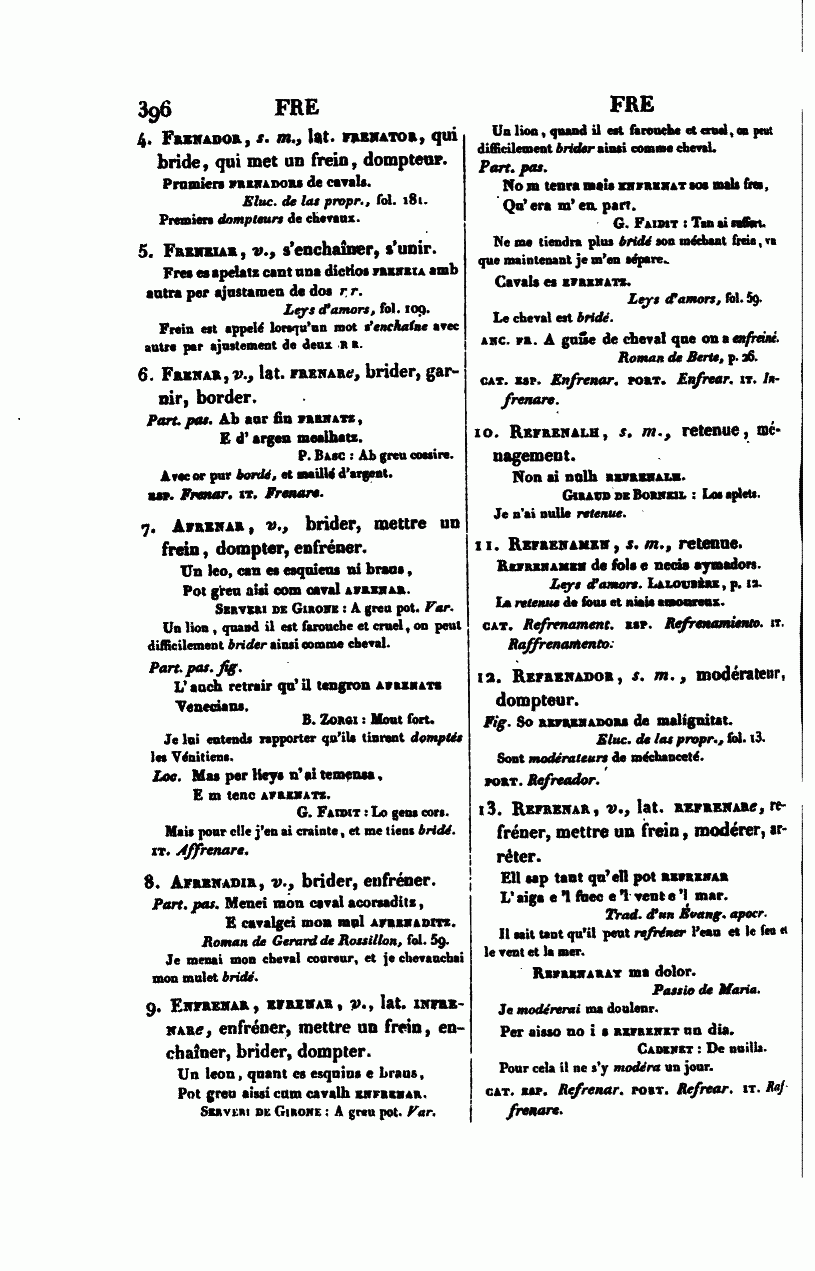 396 FRE
4. FRENADOR, s. m., lat. FRENATOR, qui
bride, qui met un frein, dompteur.
Prumiers FRENADORS de cavals.
Eluc. de las propr., fol. 181.
Premiers dompteurs de chevaux.
5. FRENEIAR, v., s'enchaîner, s'unir.
Fres es apelatz cant una dictios FRENEIA amb
autra per ajustamen de dos r r.
Leys d'amors, fol. 109.
Frein est appelé lorsqu'un mot s'enchaîne avec
autre par ajustement de deux R R.
6. FRENAR, v., lat. FRENARe, brider, gar-
nir, border.
Part. pas. Ab aur fin FRENATZ,
E d'argen mealhatz.
P. BASC : Ab greu cossire.
Avec or pur bordé, et maillé d'argent.
ESP. Frenar. IT. Frenare.
7. AFRENAR, v., brider, mettre un
frein, dompter, enfréner.
Un leo, can es esquieus ni braus,
Pot greu aisi com caval AFRENAR.
SERVERI DE GIRONE : A greu pot. Var.
Un lion, quand il est farouche et cruel, on peut
difficilement brider ainsi comme cheval.
Part. pas. fig.
L'auch retrair qu'il tengron AFRENATS
Venecians.
B. ZORGI : Mout fort.
Je lui entends rapporter qu'ils tinrent domptés
les Vénitiens.
Loc. Mas per lieys n'ai temensa,
E m tenc AFRENATZ.
G. FAIDIT : Lo gens cors.
Mais pour elle j'en ai crainte, et me tiens bridé.
IT. Affrenare.
8. AFRENADIR, v., brider, enfréner.
Part. pas. Menei mon caval acorsaditz,
E cavalgei mon mul AFRENADITZ.
Roman de Gerard de Rossillon, fol. 59.
Je menai mon cheval coureur, et je chevauchai
mon mulet bridé.
9. ENFRENAR, EFRENAR, v., lat. INFRE-
NARe, enfréner, mettre un frein, en-
chaîner, brider, dompter.
Un leon, quant es esquius e braus,
Pot greu aissi cum cavalh ENFRENAR.
SERVERI DE GIRONE : A greu pot. Var.
FRE
Un lion, quand il est farouche et cruel, on peut
difficilement brider ainsi comme cheval.
Part. pas.
No m tenra mais ENFRENAT sos mals fres,
Qu'era m'en part.
G. FAIDIT : Tan ai suffert.
Ne me tiendra plus bridé son méchant frein, vu
que maintenant je m'en sépare.
Cavals es EFRENATZ.
Leys d'amors, fol. 59.
Le cheval est bridé.
ANC. FR. A guise de cheval que on a enfreiné.
Roman de Berte, p. 26.
CAT. ESP. Enfrenar. PORT. Enfrear. IT. In-
frenare.
10. REFRENALH, s. m., retenue, mé-
nagement.
Non ai nulh REFRENALH.
GIRAUD DE BORNEIL : Los aplets.
Je n'ai nulle retenue.
11. REFRENAMEN, s. m., retenue.
REFRENAMEN de fols e necis aymadors.
Leys d'amors. LALOUBÈRE, p. 12.
La retenue de fous et niais amoureux.
CAT. Refrenament. ESP. Refrenamiento. IT.
Raffrenamento.
12. REFRENADOR, s. m., modérateur,
dompteur.
Fig. So REFRENADORS de malignitat.
Eluc. de las propr., fol. 13.
Sont modérateurs de méchanceté.
PORT. Refreador.
13. REFRENAR, v., lat. REFRENARe, re-
fréner, mettre un frein, modérer, ar-
rêter.
Ell sap tant qu'ell pot REFRENAR
L'aiga e 'l fuec e 'l vent e 'l mar.
Trad. d'un Évang. apocr.
Il sait tant qu'il peut refréner l'eau et le feu et
le vent et la mer.
REFRENARAY ma dolor.
Passio de Maria.
Je modérerai ma douleur.
Per aisso no i s REFRENET un dia.
CADENET : De nuilla.
Pour cela il ne s'y modéra un jour.
CAT. ESP. Refrenar. PORT. Refrear. IT. Raf-
frenare.